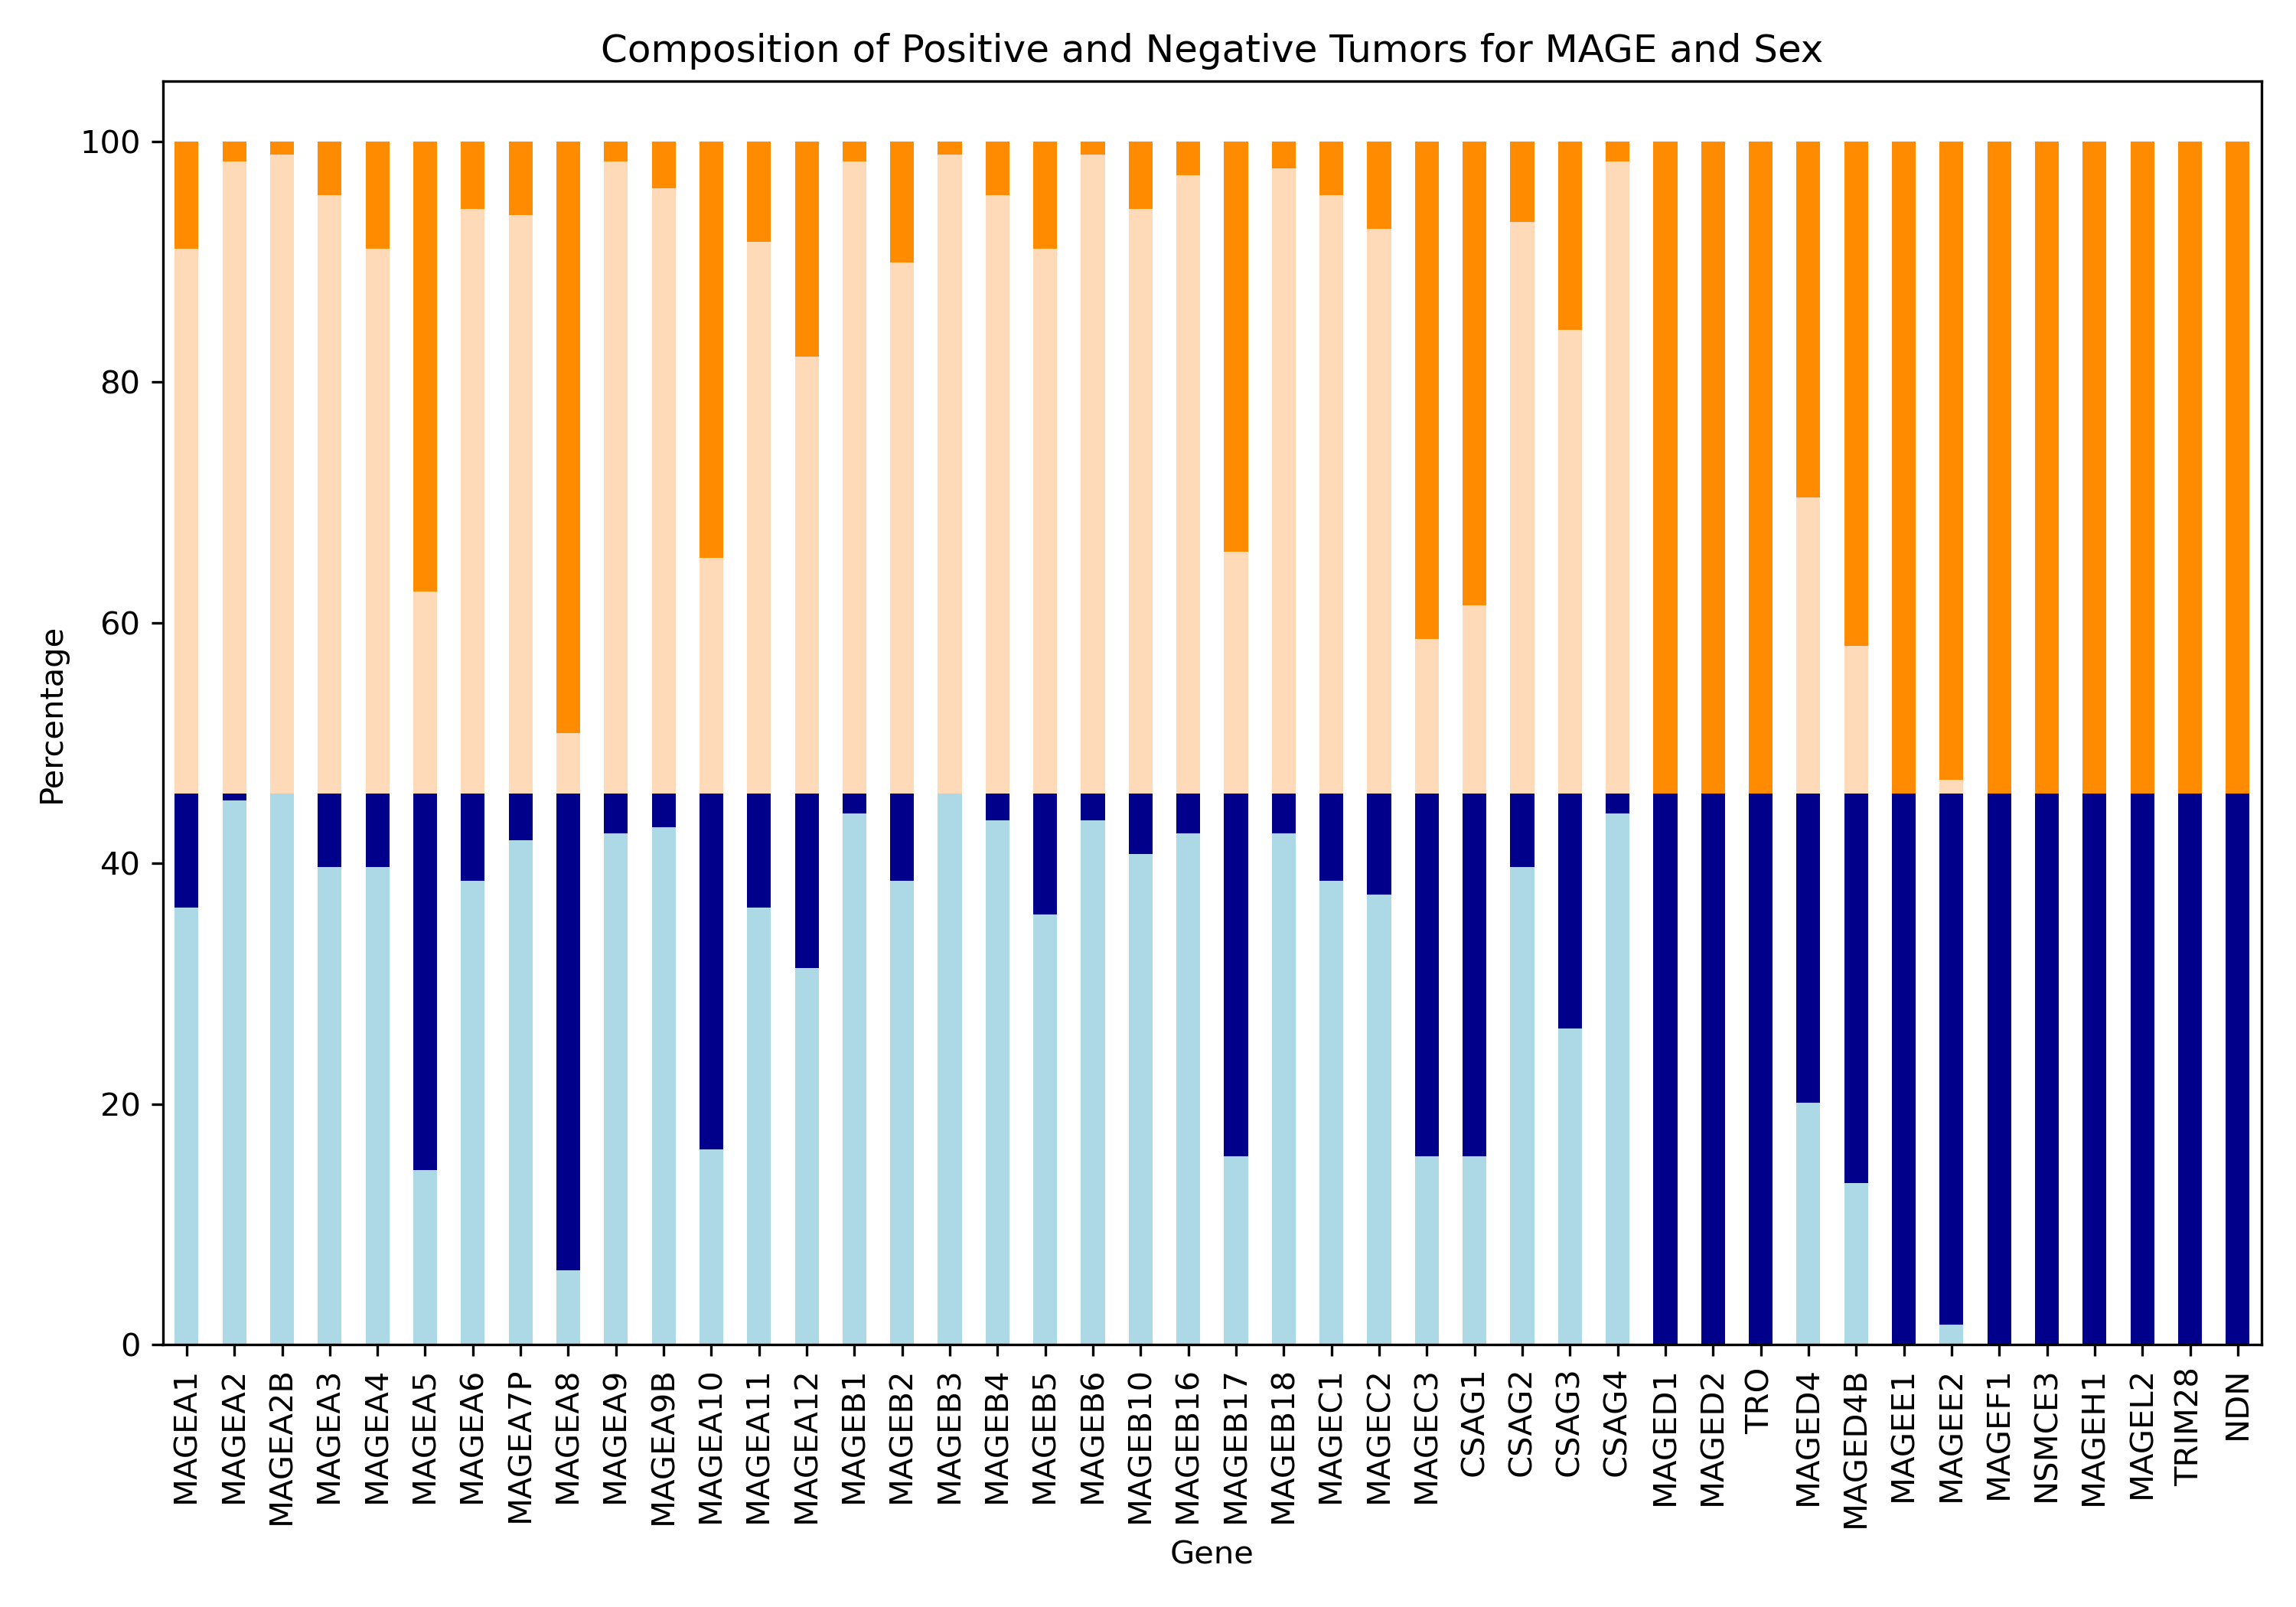 Composition of Positive and Negative Tumors for MAGE and Sex
Percentage
100
80
60
40
20
0
MAGEA1
MAGEA2
MAGEA2B
MAGEA3
MAGEA4
MAGEA5
MAGEA6
MAGEA7P
MAGEA8
MAGEA9
MAGEA9B
MAGEA10
MAGEA11
MAGEA12
MAGEB1
MAGEB2
MAGEB3
MAGEB4
MAGEB5
MAGEB6
MAGEB10
MAGEB16
MAGEB17
MAGEB18
MAGEC1
MAGEC2
MAGEC3
CSAG1
CSAG2
CSAG3
CSAG4
MAGED1
MAGED2
TRO
MAGED4
MAGED4B
MAGEE1
MAGEE2
MAGEF1
NSMCE3
MAGEH1
MAGEL2
TRIM28
NDN
Gene